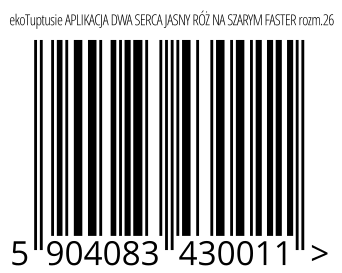 ekoTuptusie APLIKACJA DWA SERCA JASNY RÓŻ NA SZARYM FASTER rozm.26
5 904083 430011 >